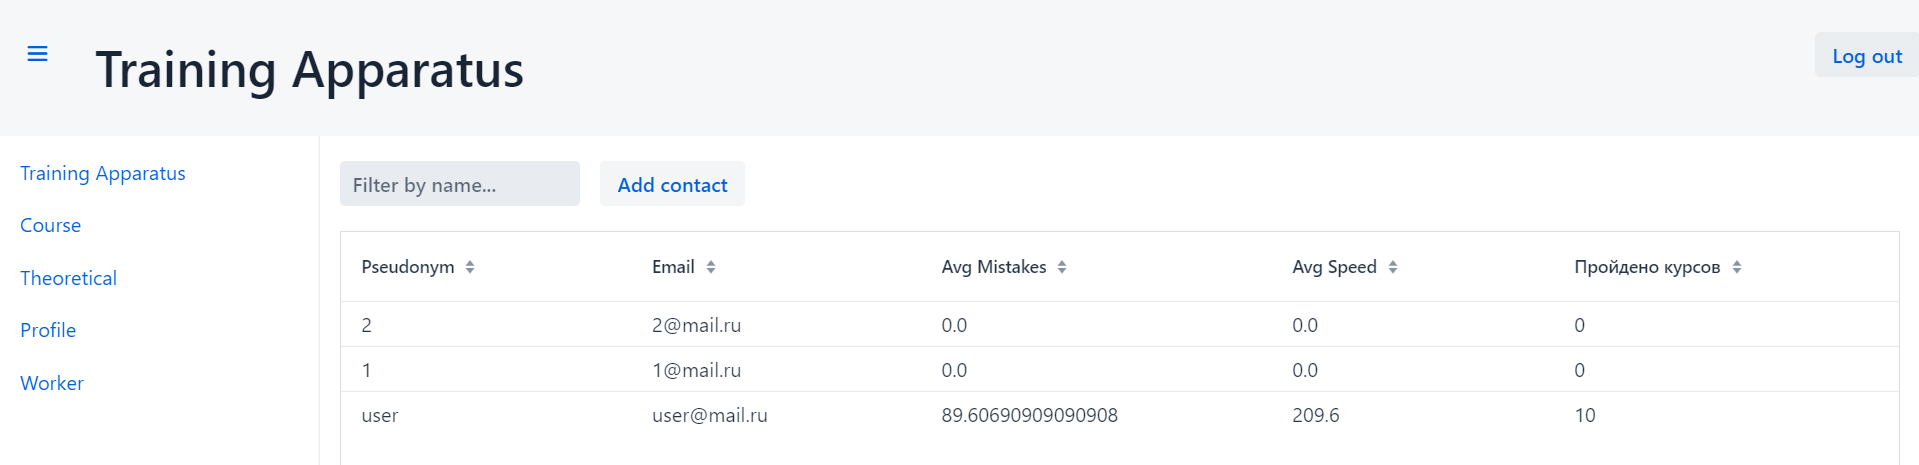 Training Apparatus
Log out
Training Apparatus
Course
Theoretical
Profile
Worker
Filter by name...
Add contact
Pseudonym Email Avg Mistakes Avg Speed Пройдено курсов
2 2@mail.ru 0.0 0.0 0
1 1@mail.ru 0.0 0.0 0
user user@mail.ru 89.60690909090908 209.6 10